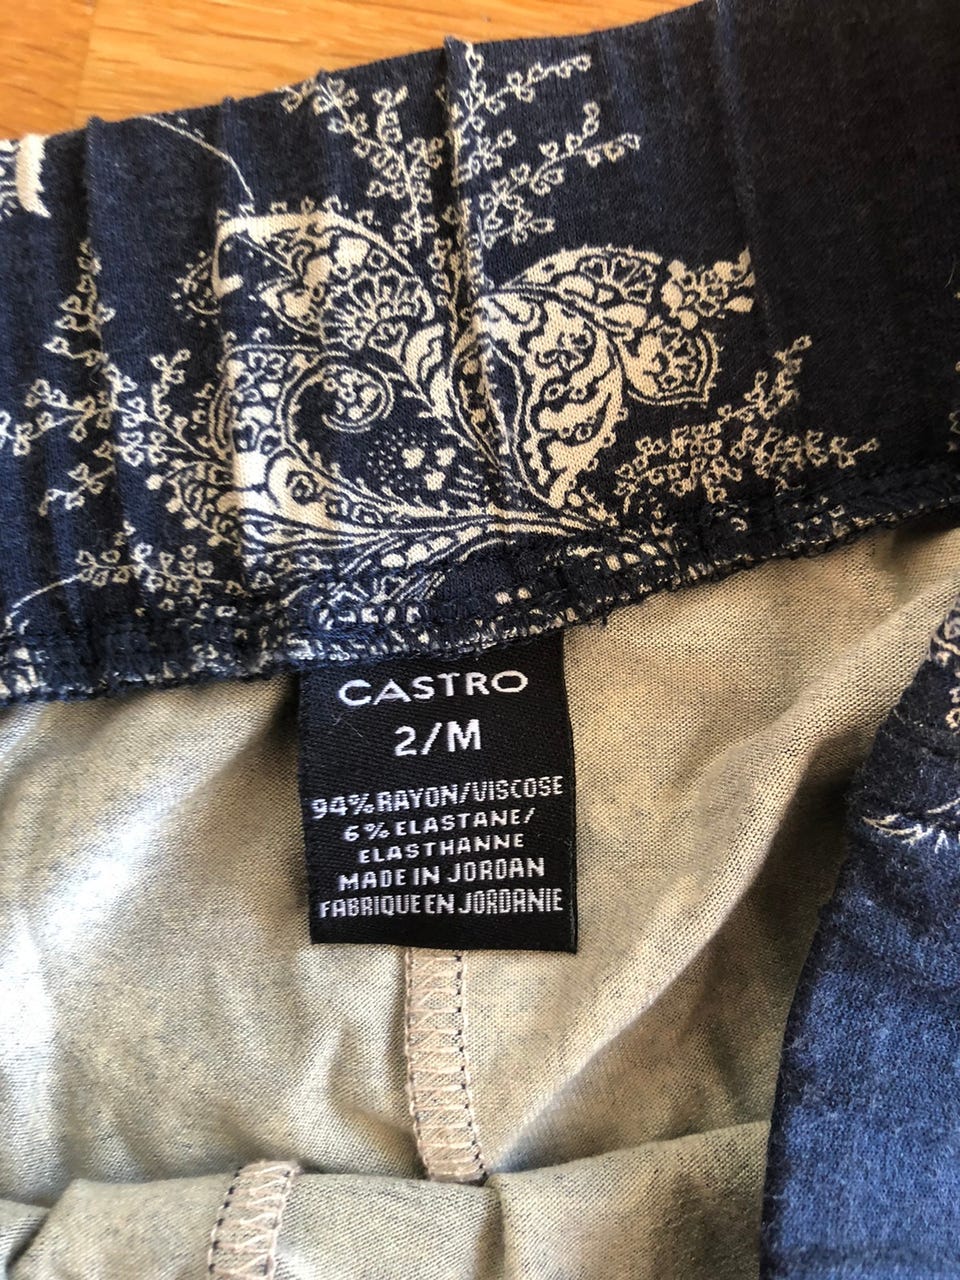 CASTRO
2/M
94% RAYON/VISCOSE
6% ELASTANE/
ELASTHANNE
MADE IN JORDAN
FABRIQUE EN JORDANIE